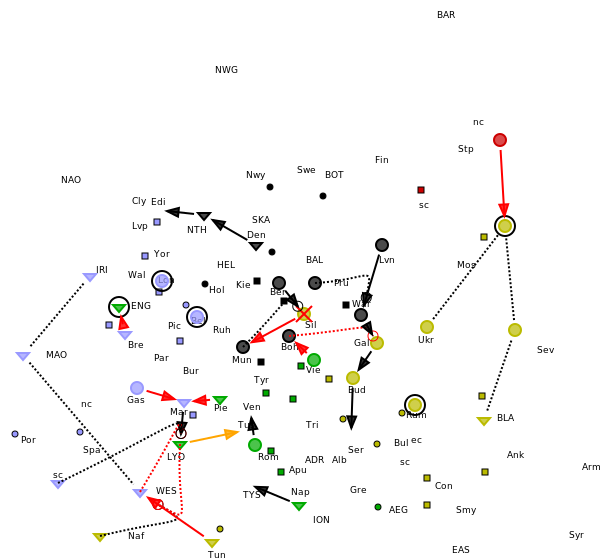 BAR
NWG
nc
Stp
Fin
Swe BOT
Nwy
NAO
sc
Cly Edi
SKA
NTH
Den
Lvp
Mos
Lvn
BAL
Yor
HEL
IRI
Wal
Lon
Kie
Pru
Hol
Ber
War
ENG
Bel
Sil
Pic
Ruh
Ukr
Bre
Gal
Boh
Sev
MAO
Par
Mun
Vie
Bur
Tyr
Bud
Gas
nc
Mar
Pie
Ven
Rum
BLA
Spa
Tu
Tri
Por
Bul ec
Rom
Ser
LYO
ADR Alb
Ank
sc
Apu
sc
Arm
WES
TYS
Nap
Gre
Con
AEG
Smy
ION
Naf
Syr
Tun
EAS